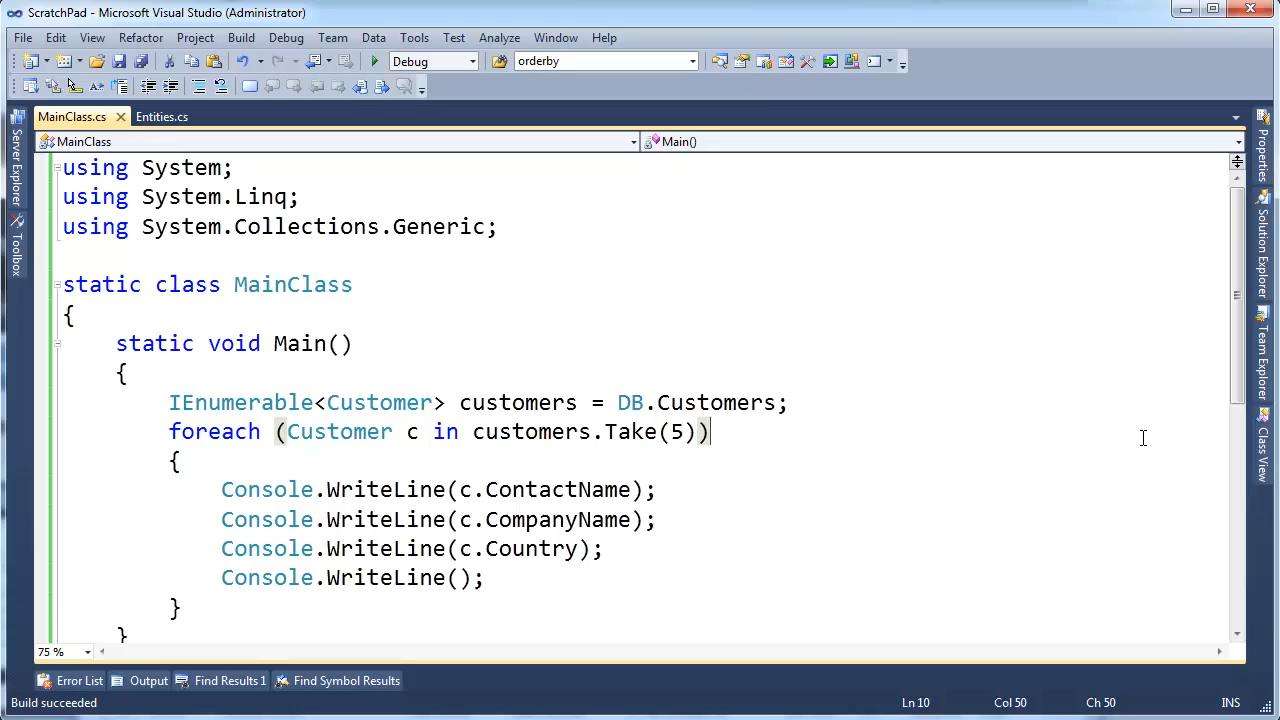 ScratchPad - Microsoft Visual Studio (Administrator)
File Edit View Refactor Project Build Debug Team Data Tools Test Analyze Window Help
Debug orderby
MainClass.cs Entities.cs
MainClass Main()
using System;
using System.Linq;
using System.Collections.Generic;
static class MainClass
{
static void Main()
{
IEnumerable<Customer> customers = DB.Customers;
foreach (Customer c in customers.Take(5))
{
Console.WriteLine(c.ContactName);
Console.WriteLine(c.CompanyName);
Console.WriteLine(c.Country);
Console.WriteLine();
}
}
Server Explorer
Toolbox
Properties
Solution Explorer
Team Explorer
Class View
75 %
Error List Output Find Results 1 Find Symbol Results
Build succeeded Ln 10 Col 50 Ch 50 INS